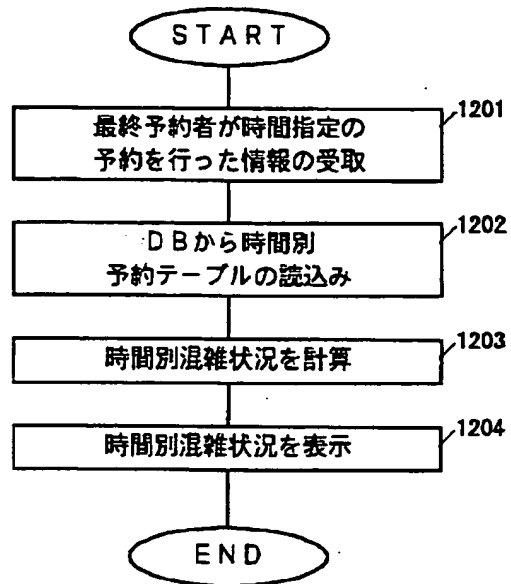 START
1201
最終予約者が時間指定の
予約を行った情報の受取
1202
DBから時間別
予約テーブルの読込み
1203
時間別混雑状況を計算
1204
時間別混雑状況を表示
END